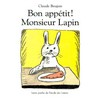 Claude Boujon
Bon appétit!
Monsieur Lapin